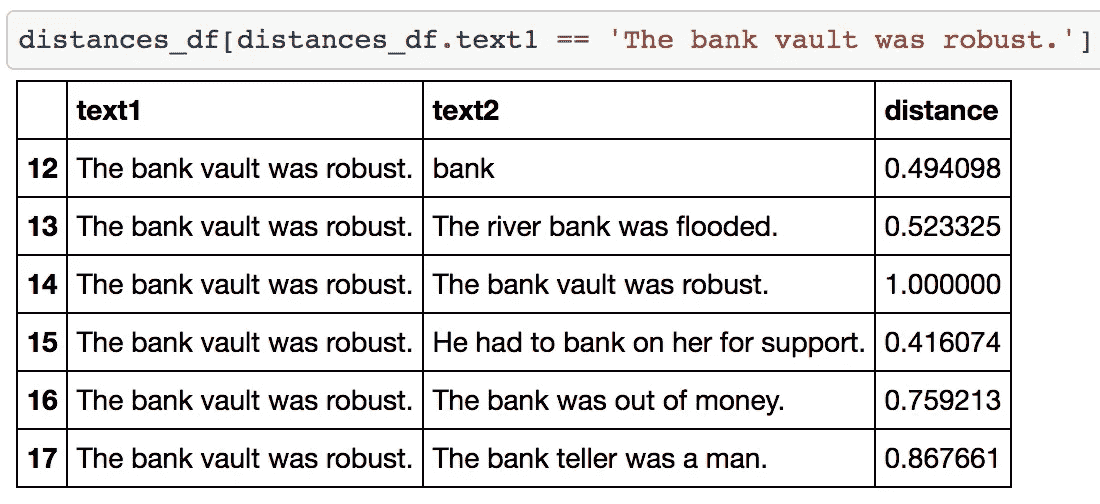 distances_df[distances_df.text1 == 'The bank vault was robust.']
text1 text2 distance
12 The bank vault was robust. bank 0.494098
13 The bank vault was robust. The river bank was flooded. 0.523325
14 The bank vault was robust. The bank vault was robust. 1.000000
15 The bank vault was robust. He had to bank on her for support. 0.416074
16 The bank vault was robust. The bank was out of money. 0.759213
17 The bank vault was robust. The bank teller was a man. 0.867661